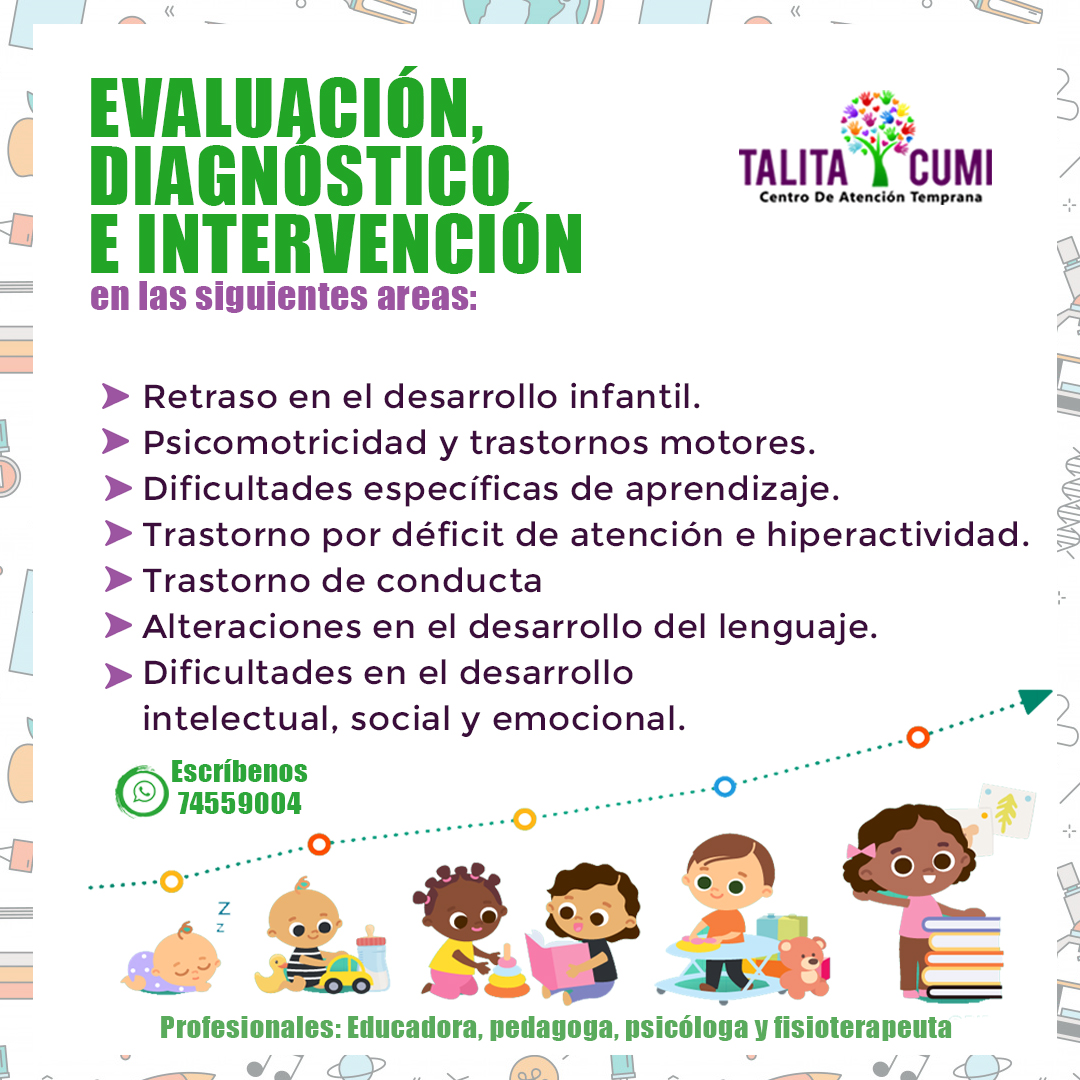 EVALUACIÓN,
DIAGNÓSTICO
E INTERVENCIÓN
en las siguientes areas:
TALITA CUMI
Centro De Atención Temprana
Retraso en el desarrollo infantil.
Psicomotricidad y trastornos motores.
Dificultades específicas de aprendizaje.
Trastorno por déficit de atención e hiperactividad.
Trastorno de conducta
Alteraciones en el desarrollo del lenguaje.
Dificultades en el desarrollo
intelectual, social y emocional.
Escríbenos
74559004
Z
z
Profesionales: Educadora, pedagoga, psicóloga y fisioterapeuta